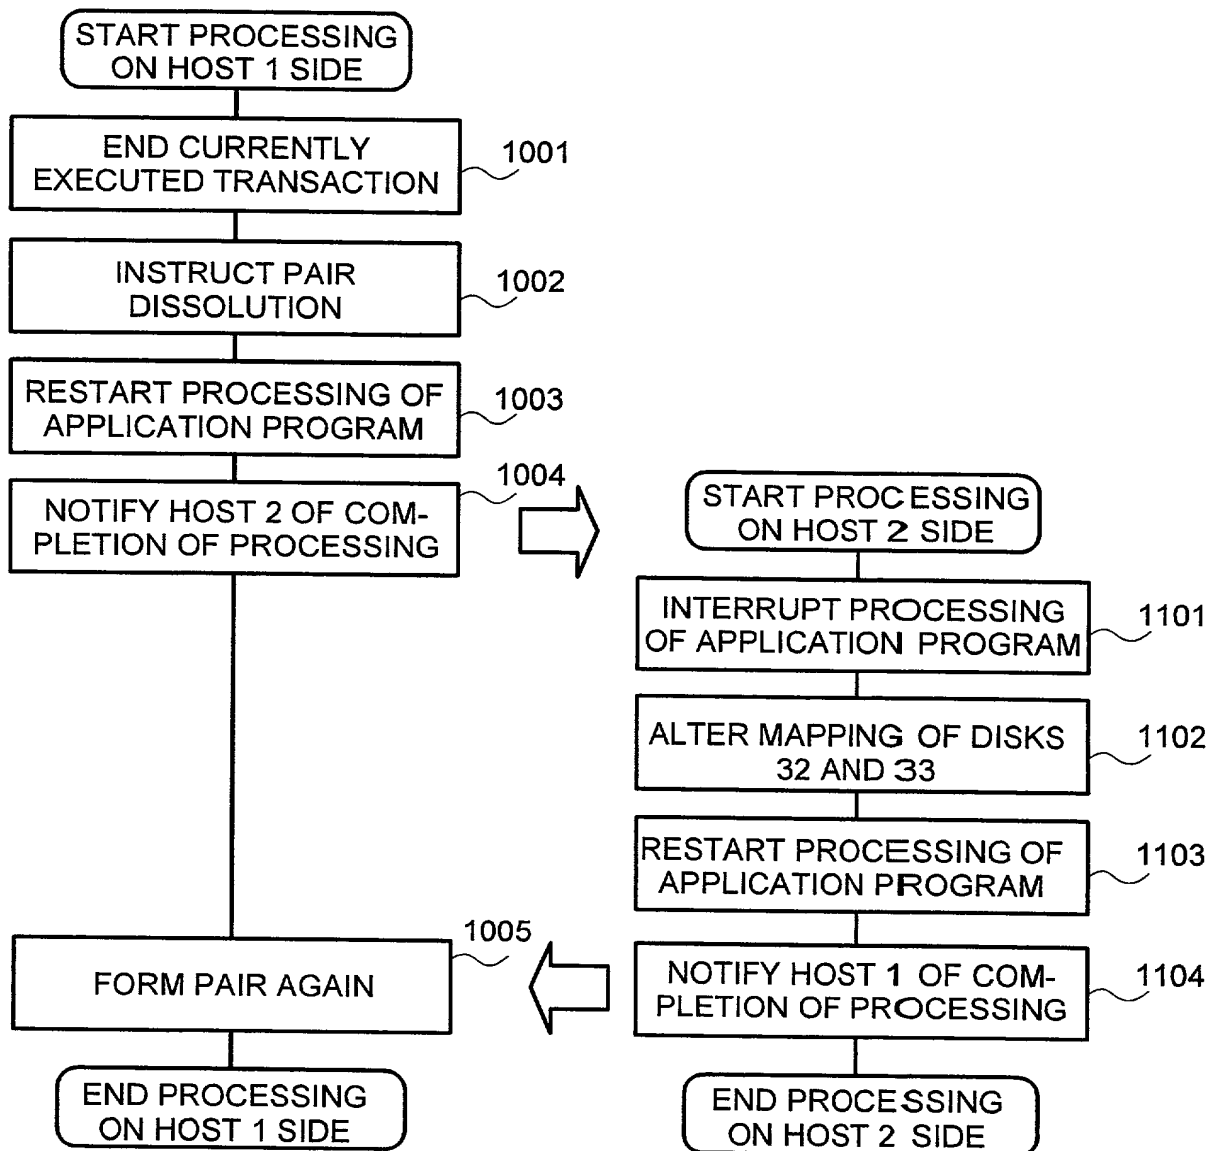 START PROCESSING
ON HOST 1 SIDE
END CURRENTLY
EXECUTED TRANSACTION
1001
INSTRUCT PAIR
DISSOLUTION
1002
RESTART PROCESSING OF
APPLICATION PROGRAM
1003
NOTIFY HOST 2 OF COM-
PLETION OF PROCESSING
1004
START PROCESSING
ON HOST 2 SIDE
INTERRUPT PROCESSING
OF APPLICATION PROGRAM
1101
ALTER MAPPING OF DISKS
32 AND 33
1102
RESTART PROCESSING OF
APPLICATION PROGRAM
1103
NOTIFY HOST 1 OF COM-
PLETION OF PROCESSING
1104
FORM PAIR AGAIN
1005
END PROCESSING
ON HOST 1 SIDE
END PROCESSING
ON HOST 2 SIDE